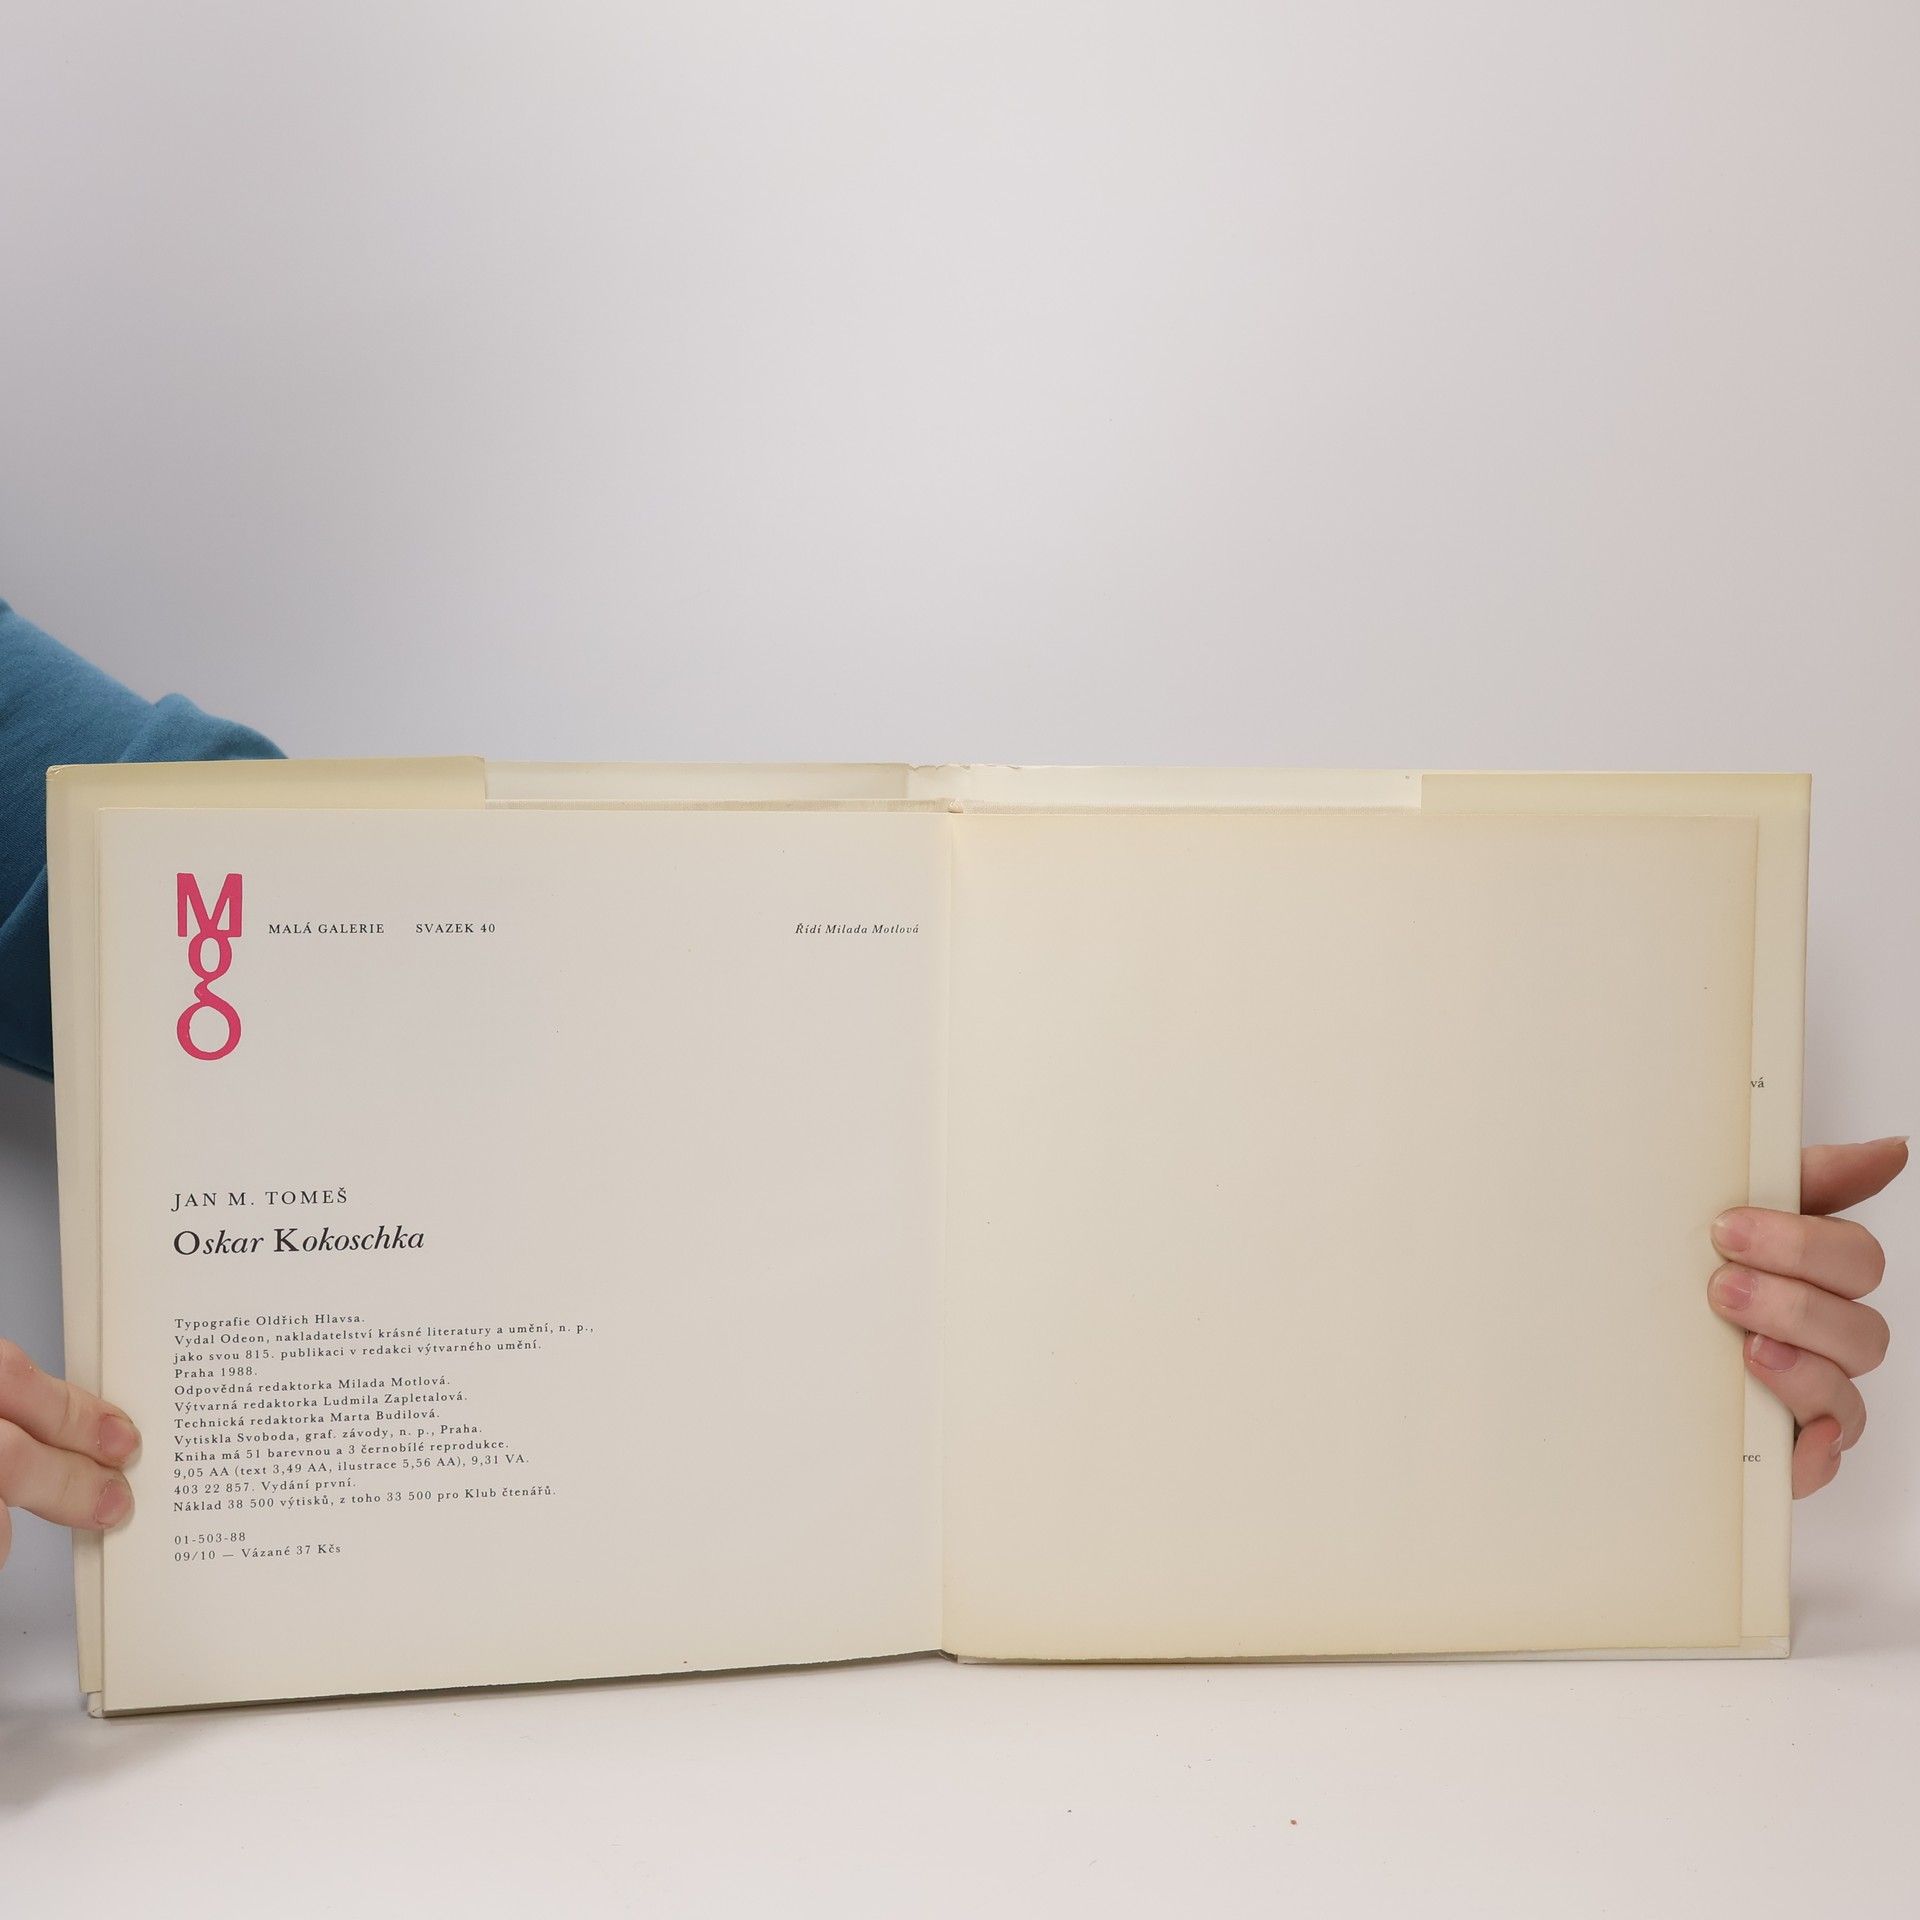 Mg
MALÁ GALERIE SVAZEK 40 Řídí Milada Motlová
JAN M. TOMEŠ
Oskar Kokoschka
Typografie Oldřich Hlavsa.
Vydal Odeon, nakladatelství krásné literatury a umění, n. p.,
jako svou 815. publikaci v redakci výtvarného umění.
Praha 1988.
Odpovědná redaktorka Milada Motlová.
Výtvarná redaktorka Ludmila Zapletalová.
Technická redaktorka Marta Budilová.
Vytiskla Svoboda, graf. závody, n. p., Praha.
Kniha má 51 barevnou a 3 černobílé reprodukce.
9,05 AA (text 3,49 AA, ilustrace 5,56 AA), 9,31 VA.
403 22 857. Vydání první.
Náklad 38 500 výtisků, z toho 33 500 pro Klub čtenářů.
01-503-88
09/10 — Vázané 37 Kčs
vá
rec